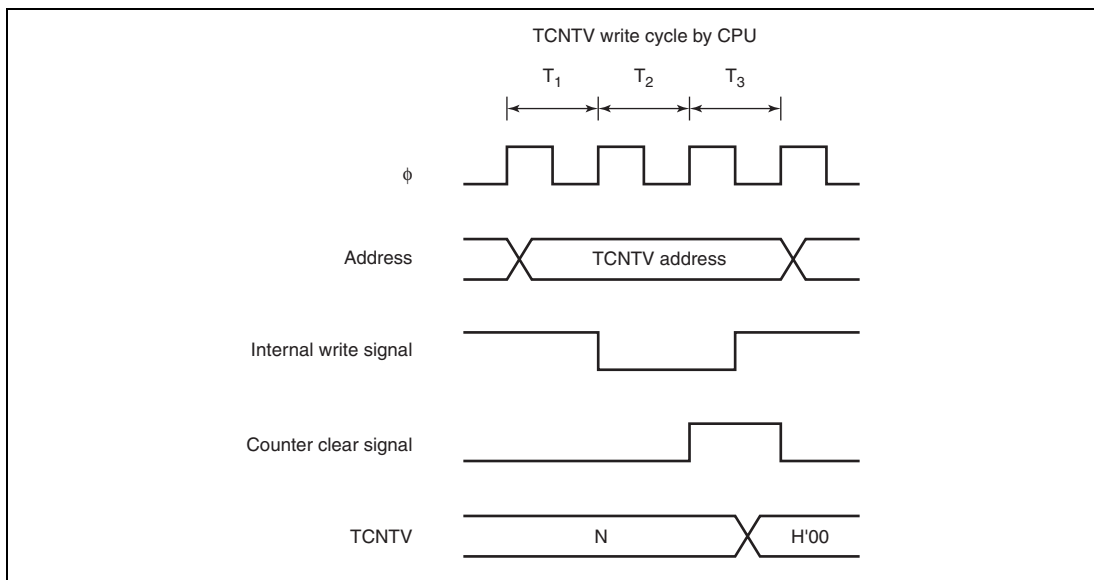 TCNTV write cycle by CPU
T1 T2 T3
φ
Address
TCNTV address
Internal write signal
Counter clear signal
TCNTV
N
H'00